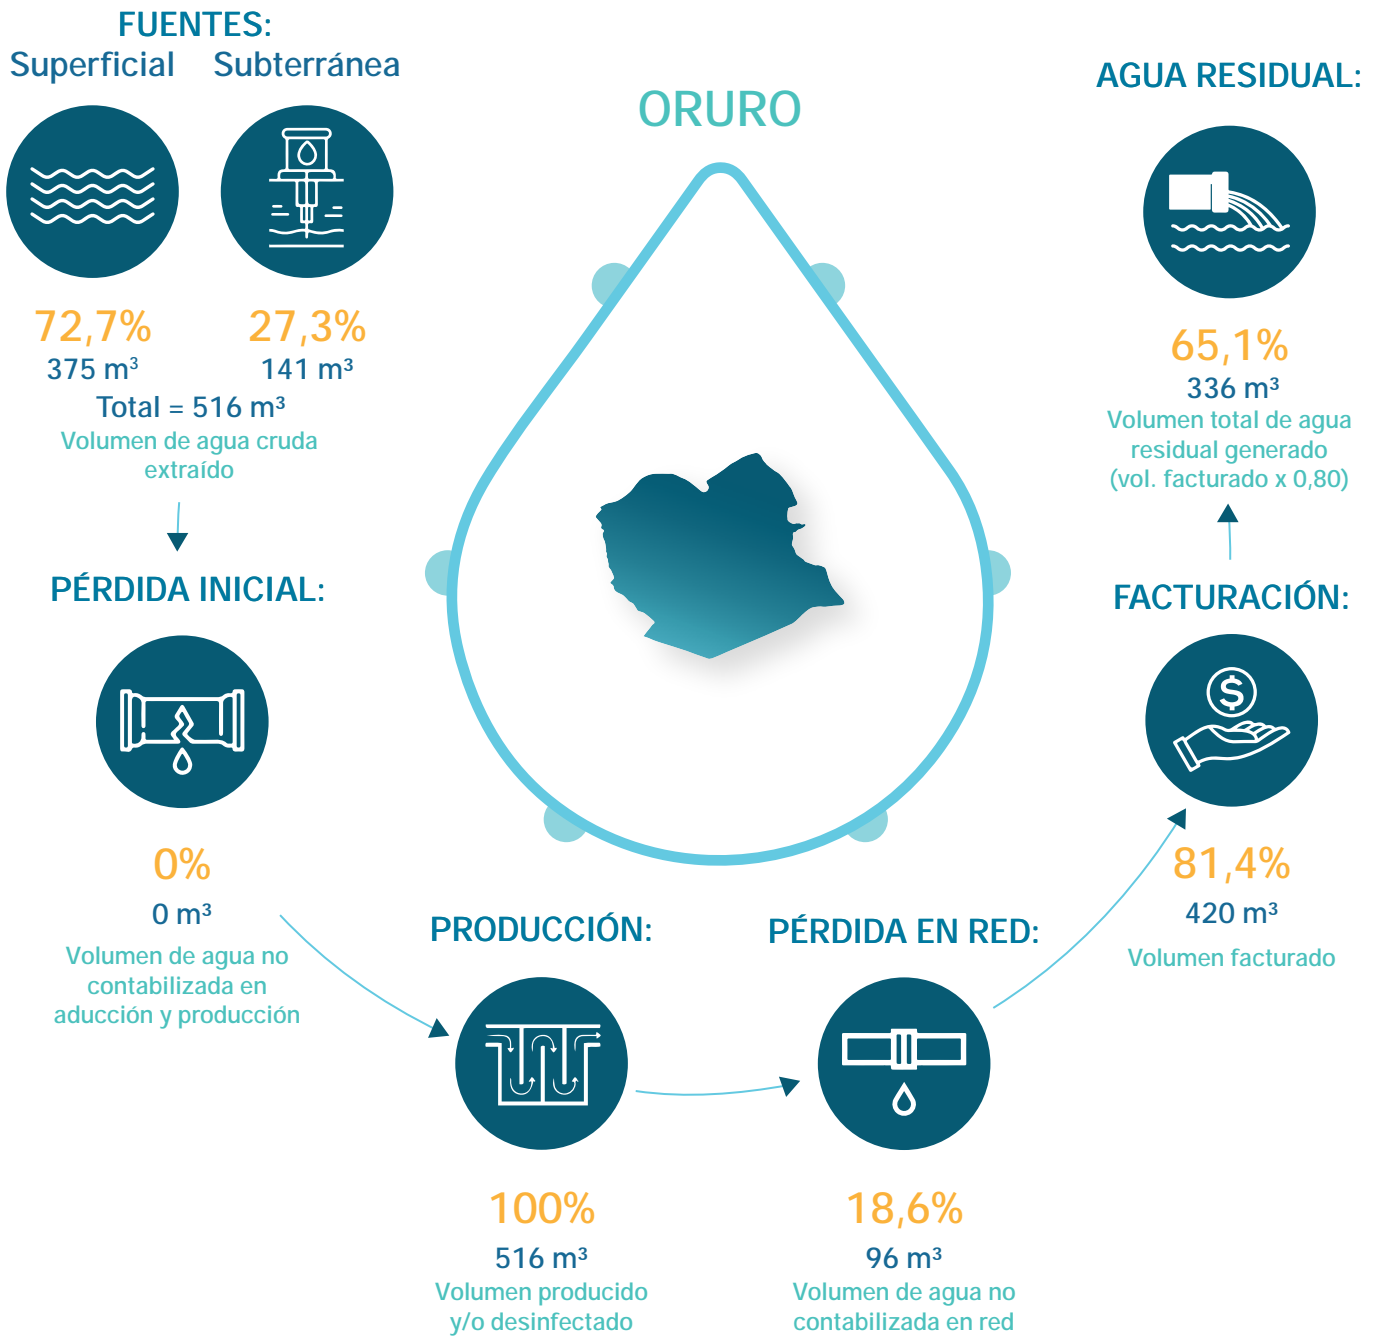 FUENTES:
Superficial
Subterránea
72,7%
375 m³
27,3%
141 m³
Total = 516 m³
Volumen de agua cruda
extraído
PÉRDIDA INICIAL:
0%
0 m³
Volumen de agua no
contabilizada en
aducción y producción
ORURO
PRODUCCIÓN:
100%
516 m³
Volumen producido
y/o desinfectado
PÉRDIDA EN RED:
18,6%
96 m³
Volumen de agua no
contabilizada en red
FACTURACIÓN:
$
81,4%
420 m³
Volumen facturado
AGUA RESIDUAL:
65,1%
336 m³
Volumen total de agua
residual generado
(vol. facturado x 0,80)